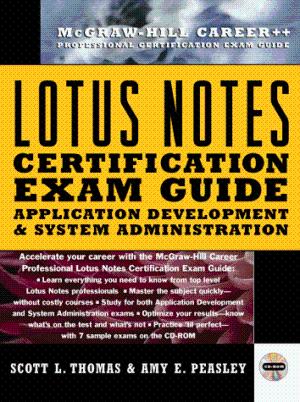 McGRAW-HILL CAREER++
PROFESSIONAL CERTIFICATION EXAM GUIDE
LOTUS NOTES
CERTIFICATION
EXAM GUIDE
APPLICATION DEVELOPMENT
& SYSTEM ADMINISTRATION
Accelerate your career with the McGraw-Hill Career
Professional Lotus Notes Certification Exam Guide:
• Learn everything you need to know from top level
Lotus Notes professionals • Master the subject quickly—
without costly courses • Study for both Application Development
and System Administration exams • Optimize your results—know
what's on the test and what's not • Practice 'til perfect—
with 7 sample exams on the CD-ROM
SCOTT L. THOMAS & AMY E. PEASLEY
CD-ROM